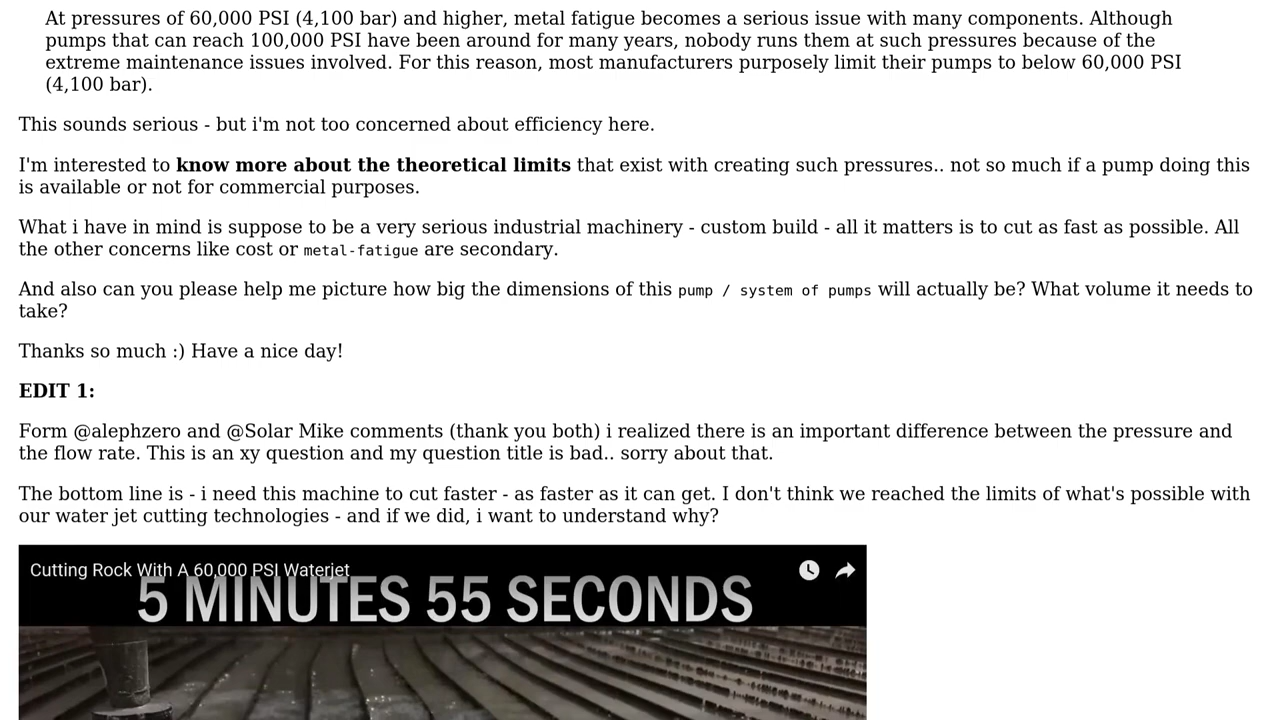 At pressures of 60,000 PSI (4,100 bar) and higher, metal fatigue becomes a serious issue with many components. Although
pumps that can reach 100,000 PSI have been around for many years, nobody runs them at such pressures because of the
extreme maintenance issues involved. For this reason, most manufacturers purposely limit their pumps to below 60,000 PSI
(4,100 bar).
This sounds serious - but i'm not too concerned about efficiency here.
I'm interested to know more about the theoretical limits that exist with creating such pressures.. not so much if a pump doing this
is available or not for commercial purposes.
What i have in mind is suppose to be a very serious industrial machinery - custom build - all it matters is to cut as fast as possible. All
the other concerns like cost or metal-fatigue are secondary.
And also can you please help me picture how big the dimensions of this pump / system of pumps will actually be? What volume it needs to
take?
Thanks so much :) Have a nice day!
EDIT 1:
Form @alephzero and @Solar Mike comments (thank you both) i realized there is an important difference between the pressure and
the flow rate. This is an xy question and my question title is bad.. sorry about that.
The bottom line is - i need this machine to cut faster - as faster as it can get. I don't think we reached the limits of what's possible with
our water jet cutting technologies - and if we did, i want to understand why?
Cutting Rock With A 60,000 PSI Waterjet
5 MINUTES 55 SECONDS